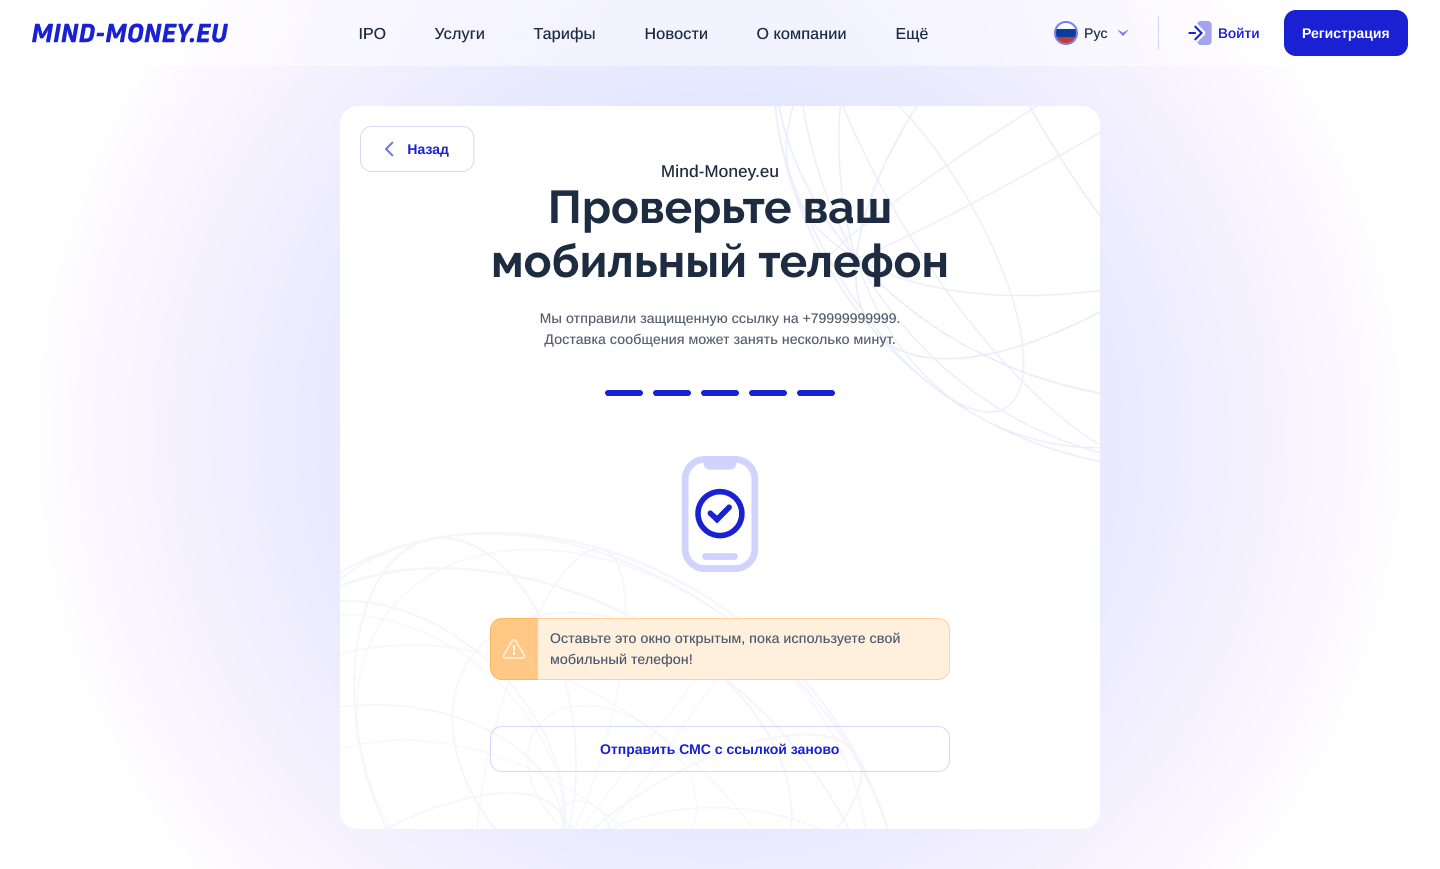 MIND-MONEY.EU
IPO
Услуги
Тарифы
Новости
О компании
Ещё
Рус
Войти
Регистрация
Назад
Mind-Money.eu
Проверьте ваш
мобильный телефон
Мы отправили защищенную ссылку на +79999999999.
Доставка сообщения может занять несколько минут.
Оставьте это окно открытым, пока используете свой
мобильный телефон!
Отправить СМС с ссылкой заново